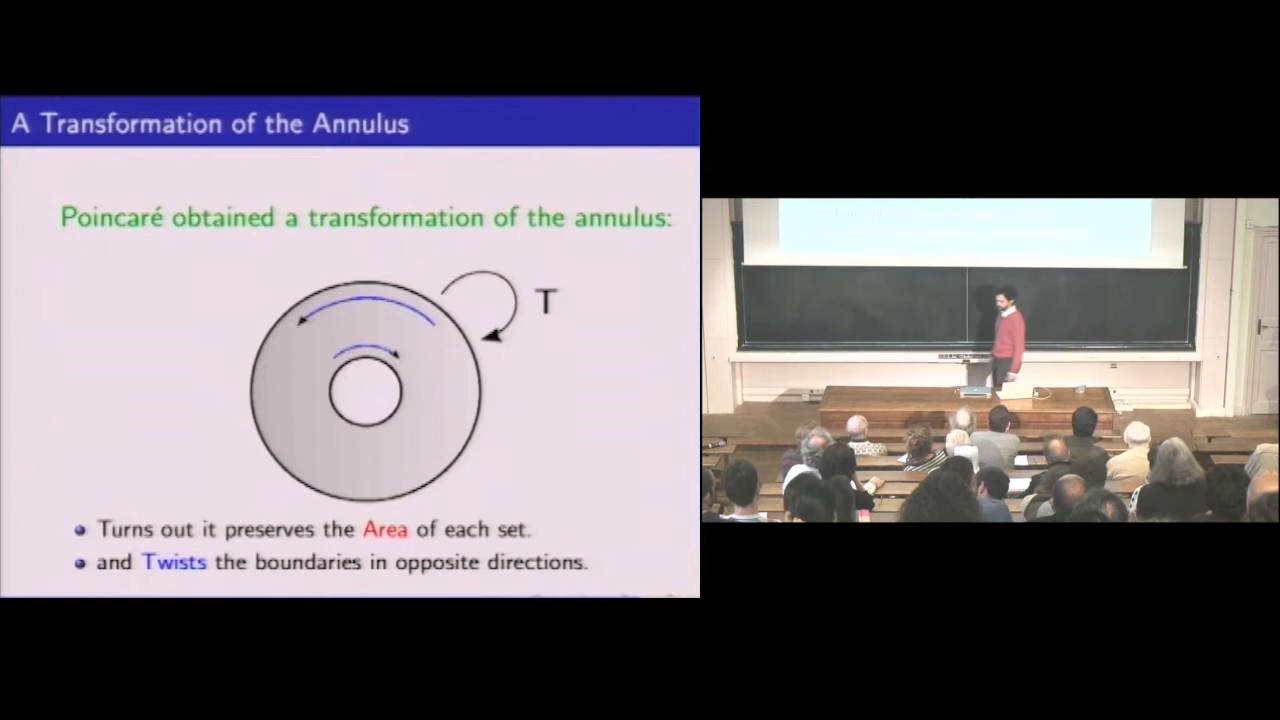 A Transformation of the Annulus
Poincaré obtained a transformation of the annulus:
T
Turns out it preserves the Area of each set.
and Twists the boundaries in opposite directions.